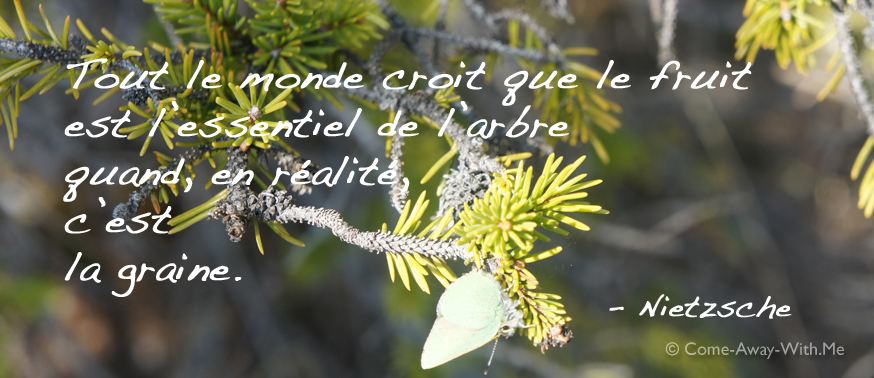 Tout le monde croit que le fruit
est l'essentiel de l'arbre
quand, en réalité,
c'est
la graine.
- Nietzsche
© Come-Away-With.Me